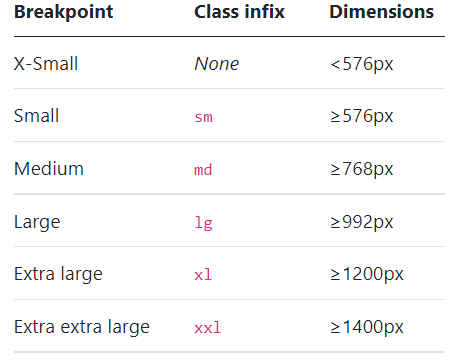 Breakpoint Class infix Dimensions
X-Small None <576px
Small sm ≥576px
Medium md ≥768px
Large lg ≥992px
Extra large xl ≥1200px
Extra extra large xxl ≥1400px